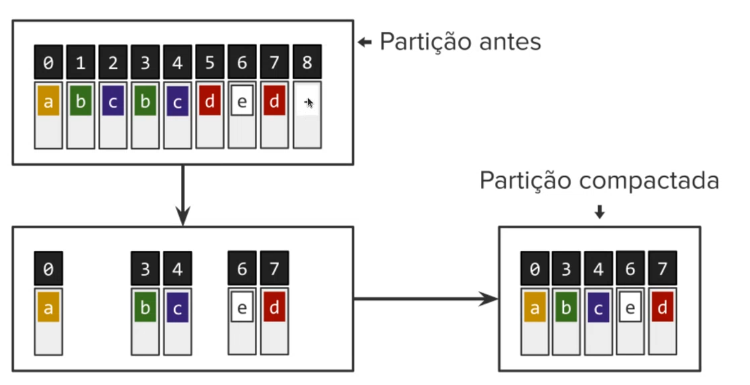 Partição antes
0 1 2 3 4 5 6 7 8
a b c b c d e d
Partição compactada
0 3 4 6 7
a b c e d
0 3 4 6 7
a b c e d